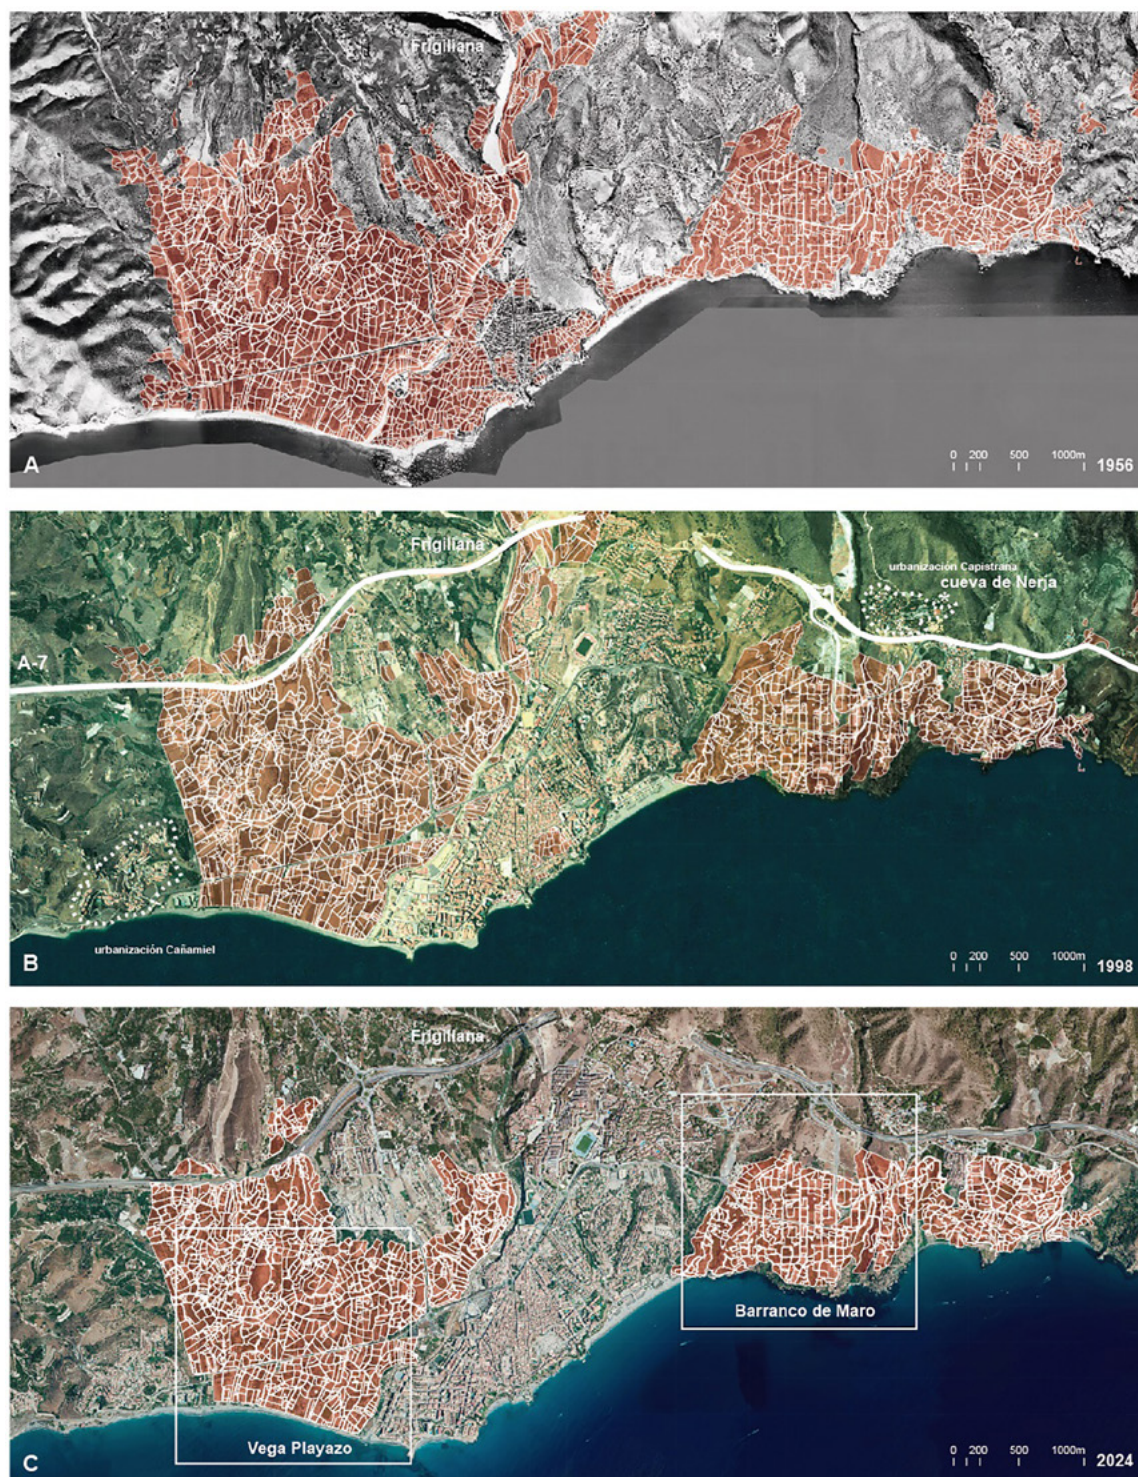 Frigiliana
0 200 500 1000m 1956
A
Frigiliana
urbanización Capistrana
cueva de Nerja
A-7
urbanización Cañamiel
0 200 500 1000m 1998
B
Frigiliana
Barranco de Maro
Vega Playazo
0 200 500 1000m 2024
C